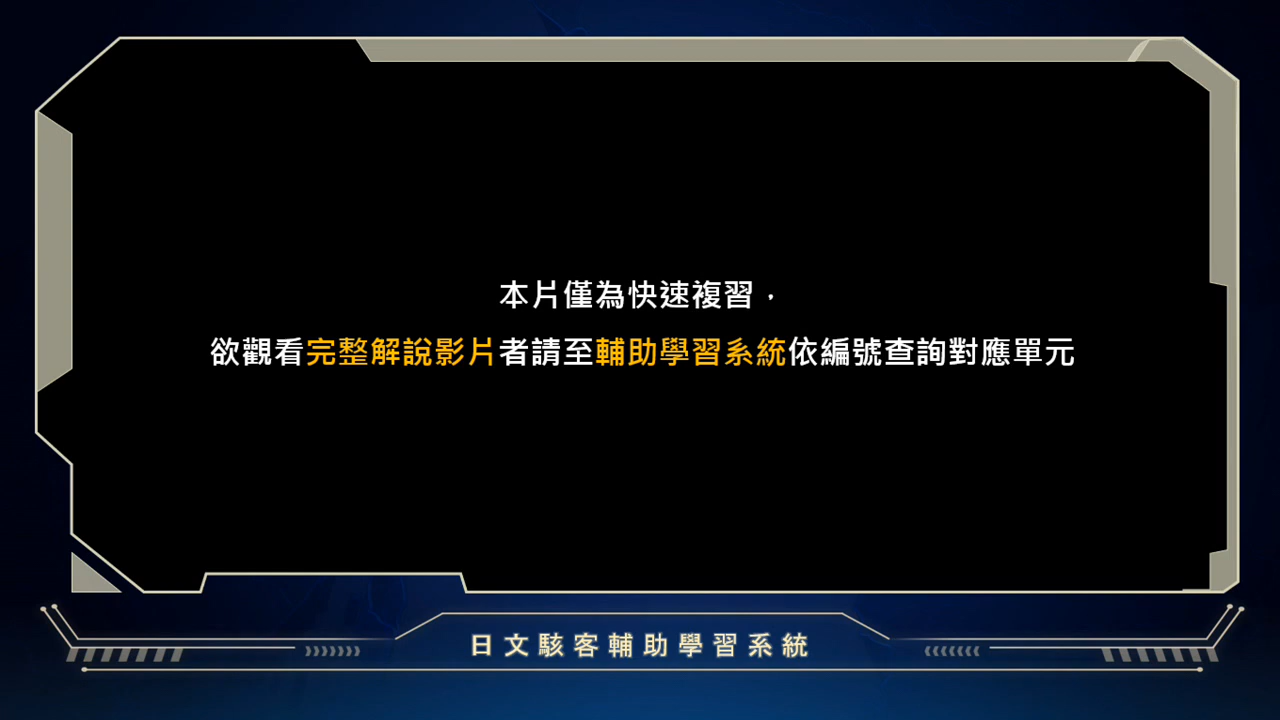 本片僅為快速複習，
欲觀看完整解說影片者請至輔助學習系統依編號查詢對應單元
日文駭客輔助學習系統